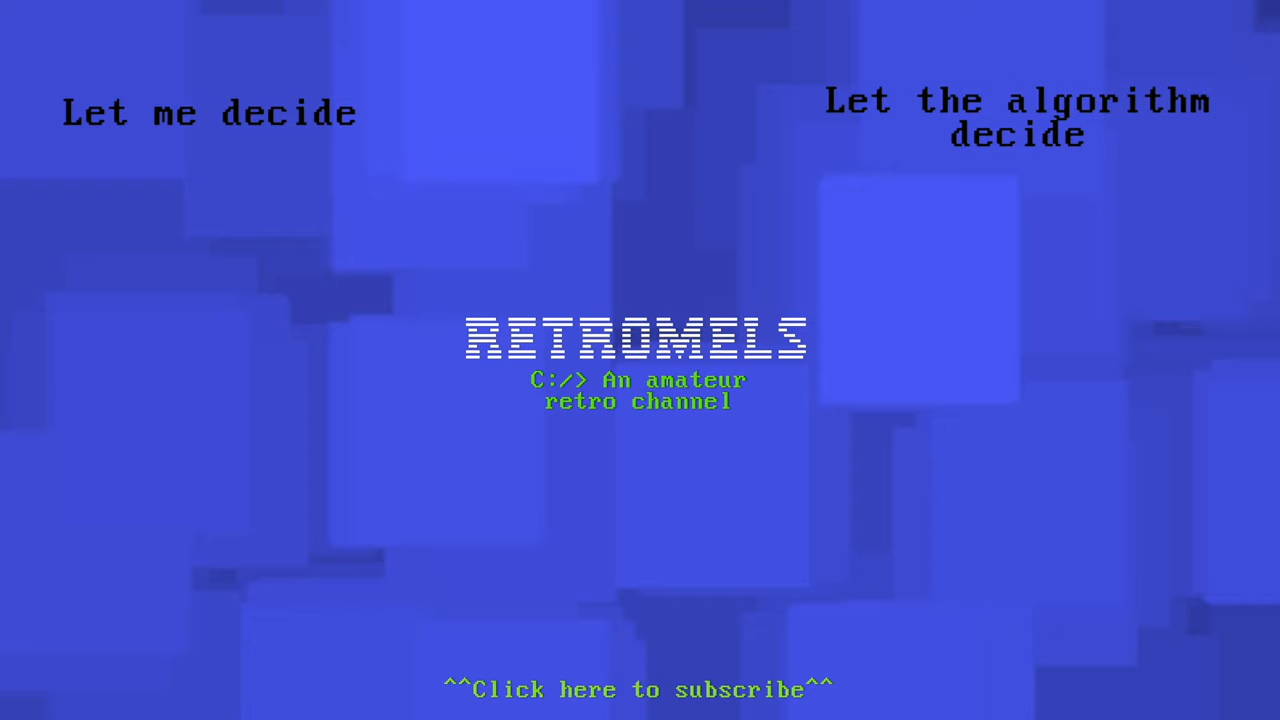 Let me decide
Let the algorithm
decide
RETROMELS
C:/> An amateur
retro channel
^^Click here to subscribe^^